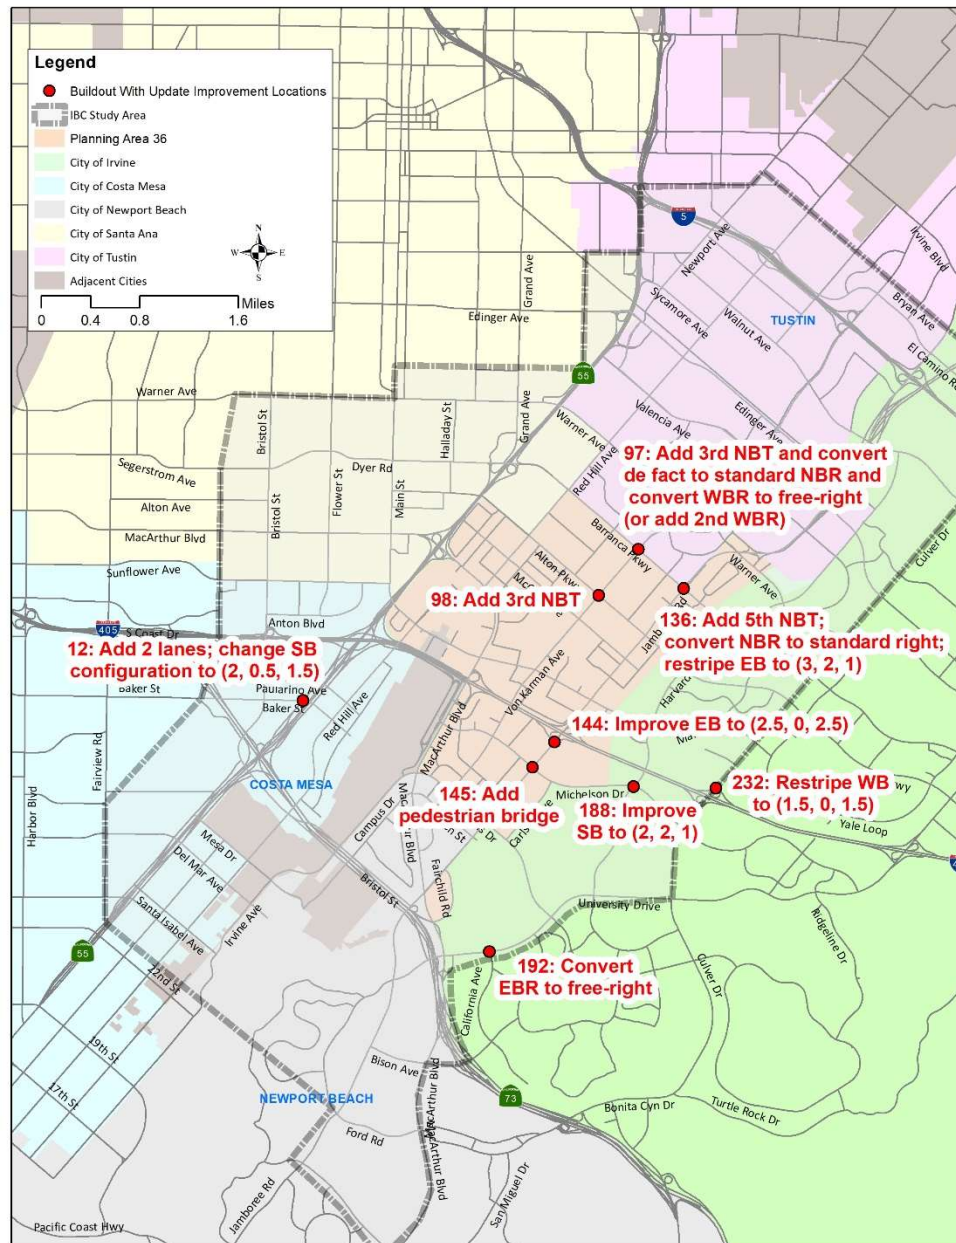 Legend
Buildout With Update Improvement Locations
IBC Study Area
Planning Area 36
City of Irvine
City of Costa Mesa
City of Newport Beach
City of Santa Ana
City of Tustin
Adjacent Cities
N
W E
S
Miles
0 0.4 0.8 1.6
5
Newport Ave
Irvine Blvd
Grand Ave
Edinger Ave
Sycamore Ave
Walnut Ave
TUSTIN
Bryan Ave
El Camino
55
Warner Ave
Bristol St
Halladay St
Grand Ave
Warner Ave
Valencia Ave
Edinger Ave
Red Hill Ave
Segerstrom Ave
Dyer Rd
Flower St
Main St
Alton Ave
Bristol St
MacArthur Blvd
Sunflower Ave
97: Add 3rd NBT and convert
de fact to standard NBR and
convert WBR to free-right
(or add 2nd WBR)
Culver Dr
Barranca Pkwy
Alton Pkwy
Warner Ave
98: Add 3rd NBT
136: Add 5th NBT;
convert NBR to standard right;
restripe EB to (3, 2, 1)
405
S Coast Dr
Anton Blvd
12: Add 2 lanes; change SB
configuration to (2, 0.5, 1.5)
Baker St
Paularino Ave
Baker St
Red Hill Ave
Von Karman Ave
MacArthur Blvd
144: Improve EB to (2.5, 0, 2.5)
Fairview Rd
COSTA MESA
Harbor Blvd
145: Add
pedestrian bridge
Michelson Dr
188: Improve
SB to (2, 2, 1)
232: Restripe WB
to (1.5, 0, 1.5)
Yale Loop
Campus Dr
Mesa Dr
Del Mar Ave
Santa Isabel Ave
Irvine Ave
Bristol St
Fairchild Rd
University Drive
Ridgeline Dr
Culver Dr
55
22nd St
192: Convert
EBR to free-right
California Ave
19th St
17th St
Bison Ave
MacArthur Blvd
MacArthur Blvd
NEWPORT BEACH
73
Bonita Cyn Dr
Turtle Rock Dr
Ford Rd
Jamboree Rd
San Miguel Dr
Pacific Coast Hwy